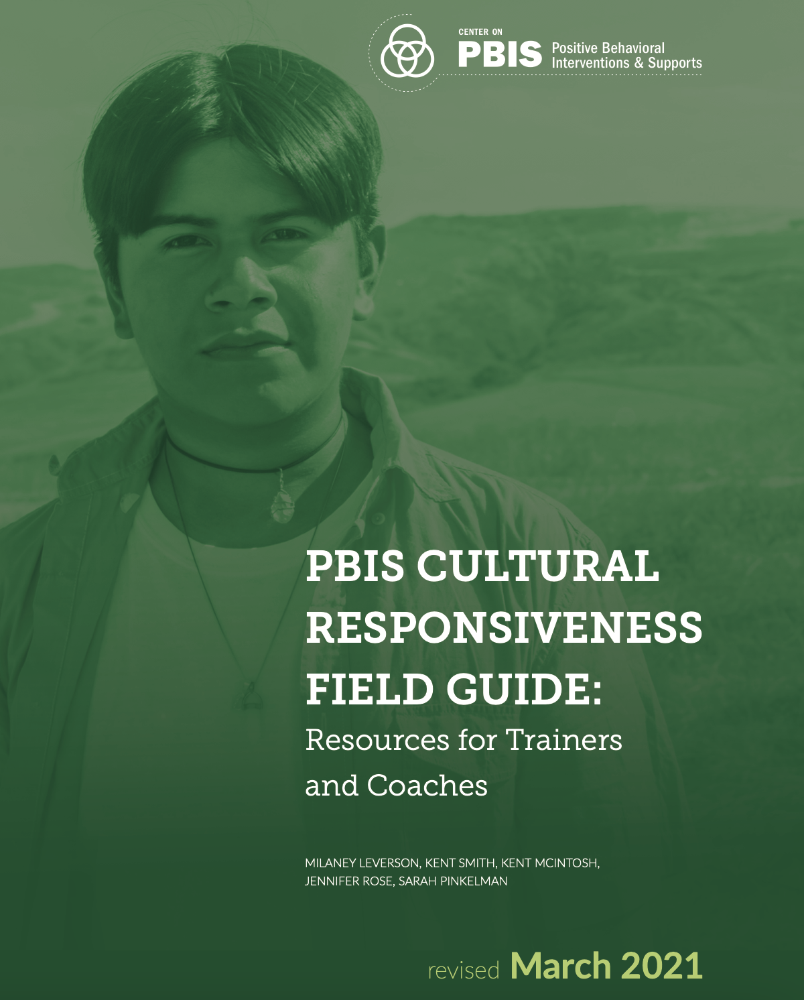 CENTER ON
PBIS
Positive Behavioral
Interventions & Supports
PBIS CULTURAL
RESPONSIVENESS
FIELD GUIDE:
Resources for Trainers
and Coaches
MILANEY LEVERSON, KENT SMITH, KENT MCINTOSH,
JENNIFER ROSE, SARAH PINKELMAN
revised March 2021